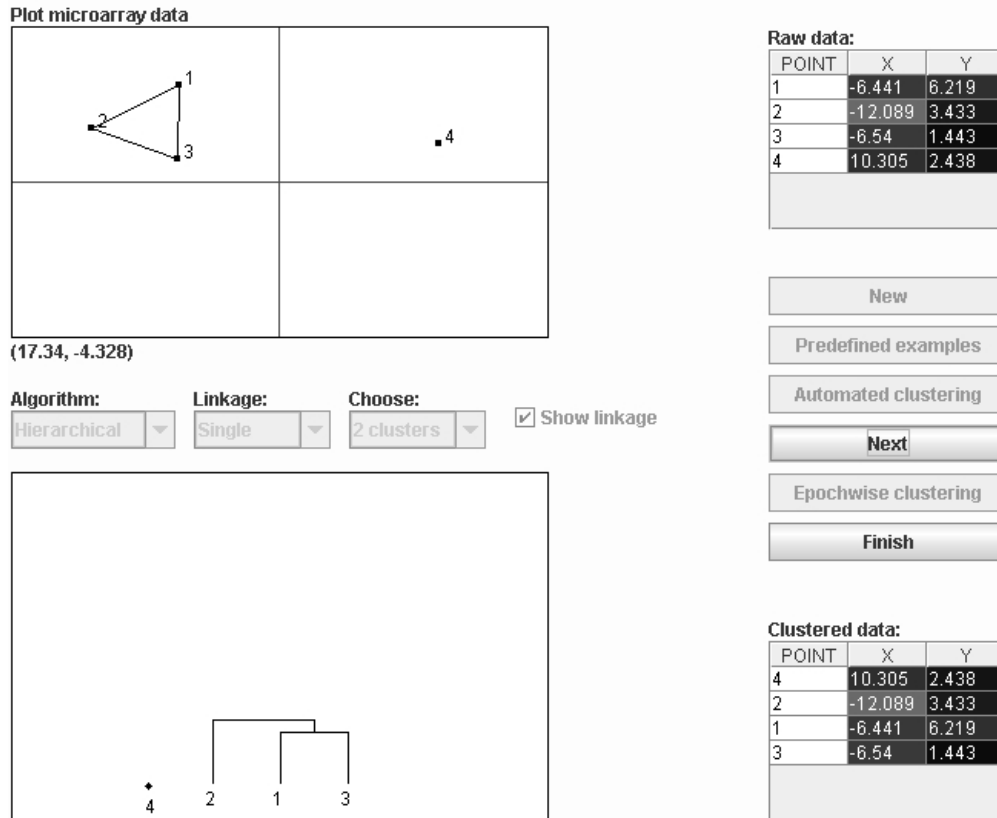 Plot microarray data
1
2
3
4
(17.34, -4.328)
Algorithm: Linkage: Choose:
Hierarchical Single 2 clusters Show linkage
4 2 1 3
Raw data:
POINT X Y
1 -6.441 6.219
2 -12.089 3.433
3 -6.54 1.443
4 10.305 2.438
New
Predefined examples
Automated clustering
Next
Epochwise clustering
Finish
Clustered data:
POINT X Y
4 10.305 2.438
2 -12.089 3.433
1 -6.441 6.219
3 -6.54 1.443